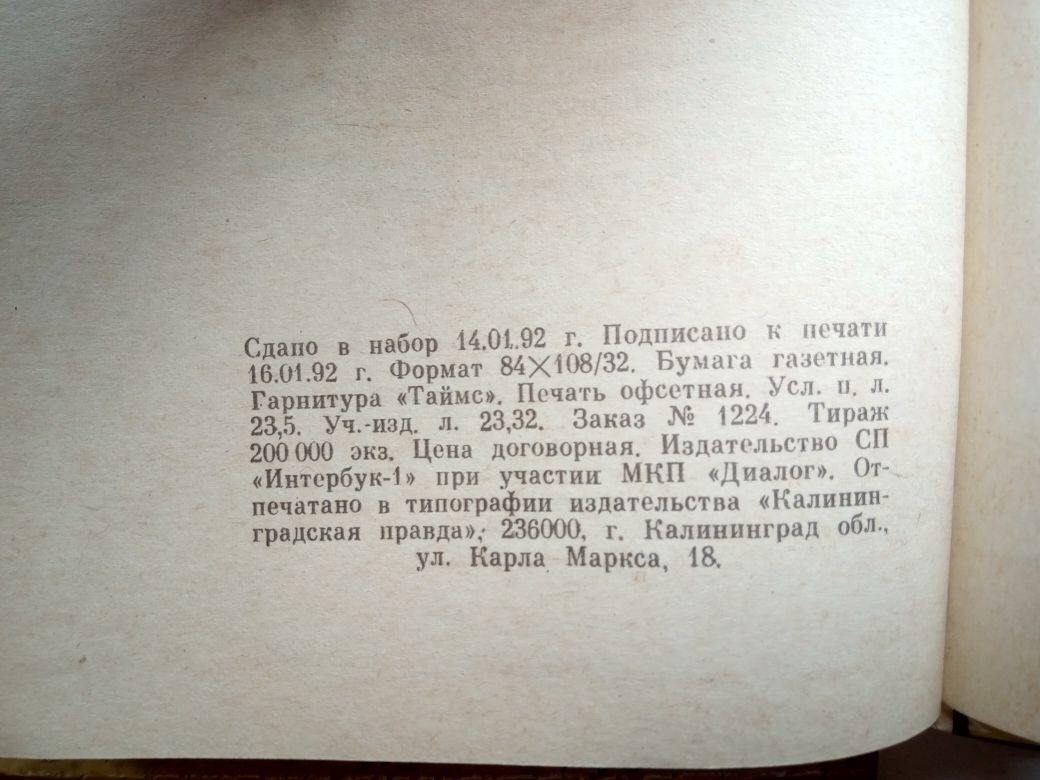 Сдано в набор 14.01.92 г. Подписано к печати
16.01.92 г. Формат 84×108/32. Бумага газетная.
Гарнитура «Таймс». Печать офсетная. Усл. п. л.
23,5. Уч.-изд. л. 23,32. Заказ № 1224. Тираж
200 000 экз. Цена договорная. Издательство СП
«Интербук-1» при участии МКП «Диалог». От-
печатано в типографии издательства «Калинин-
градская правда», 236000, г. Калининград обл.,
ул. Карла Маркса, 18.